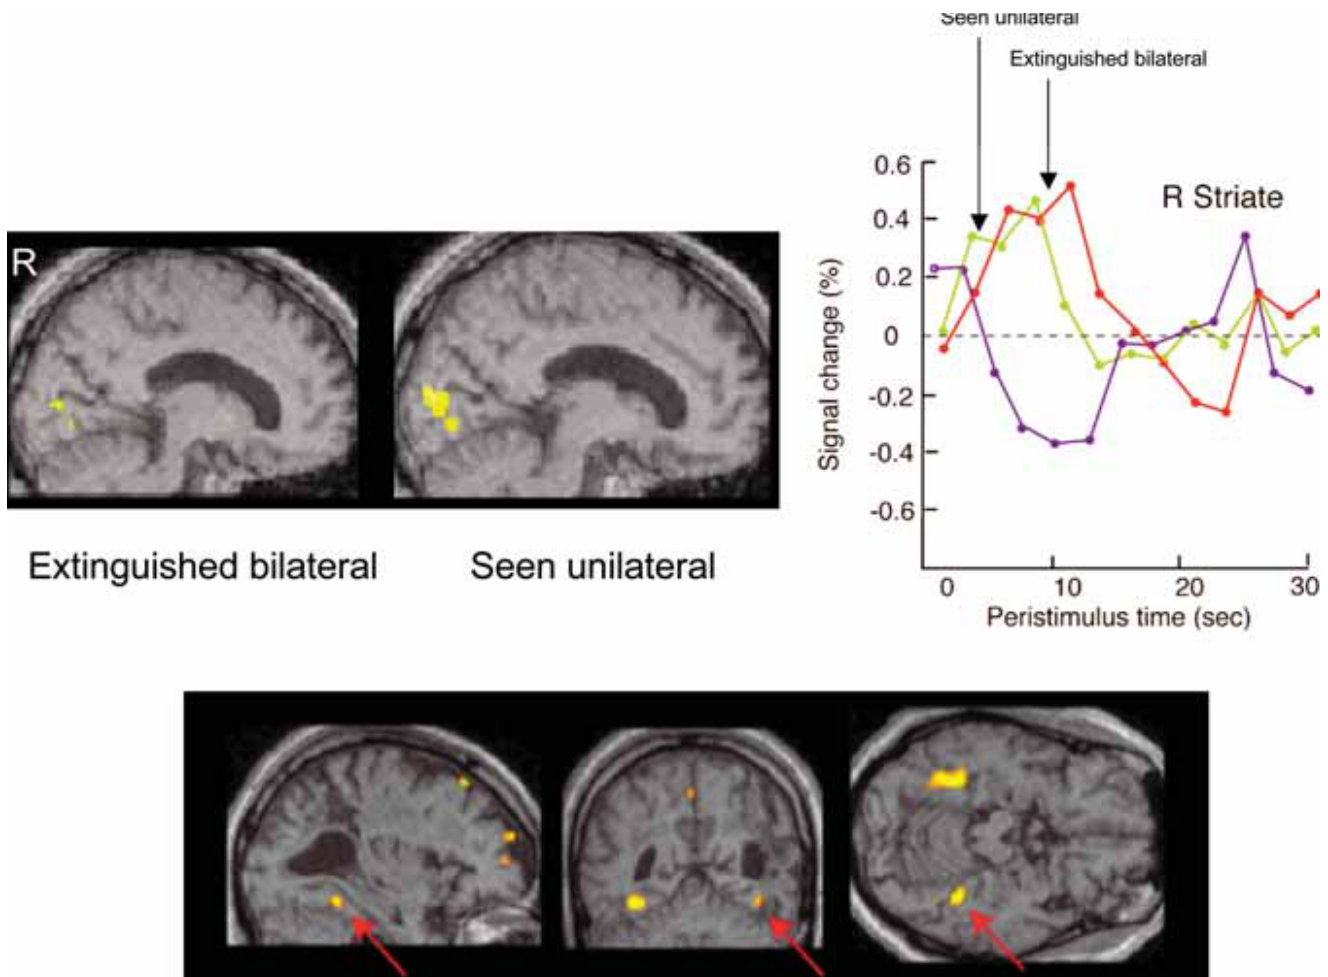 Seen unilateral
Extinguished bilateral
0.6
R Striate
0.4
0.2
0
-0.2
-0.4
-0.6
Signal change (%)
0 10 20 30
Peristimulus time (sec)
R
Extinguished bilateral Seen unilateral